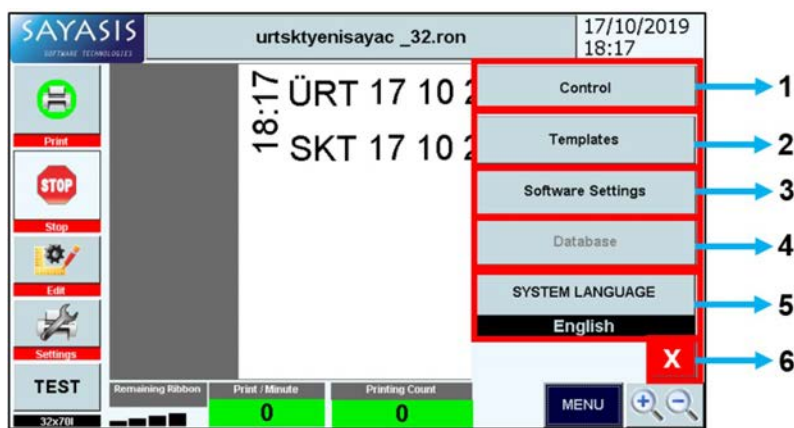 SAYASIS
SOFTWARE TECHNOLOGIES
urtsktyenisayac _32.ron
17/10/2019
18:17
Print
Stop
Edit
Settings
TEST
32x70I
STOP
18:17
ÜRT 17 10 2
SKT 17 10 2
Control
Templates
Software Settings
Database
SYSTEM LANGUAGE
English
X
1
2
3
4
5
6
Remaining Ribbon
Print / Minute
0
Printing Count
0
MENU